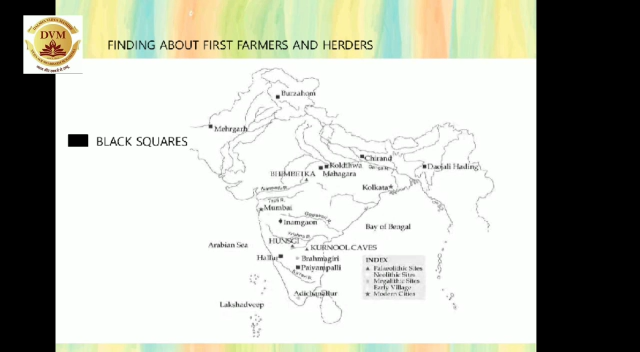 DVM
FINDING ABOUT FIRST FARMERS AND HERDERS
BLACK SQUARES
Burzahom
Mehrgarh
Koldihwa
Chirand
Daojali Hading
BHIMBETKA
Mahagara
Kolkata
Mumbai
Inamgaon
Bay of Bengal
Arabian Sea
HUNSGI
KURNOOL CAVES
Hallur
Brahmagiri
Paiyampalli
Adichanallur
Lakshadveep
INDEX
Palaeolithic Sites
Neolithic Sites
Megalithic Sites
Early Village
Modern Cities